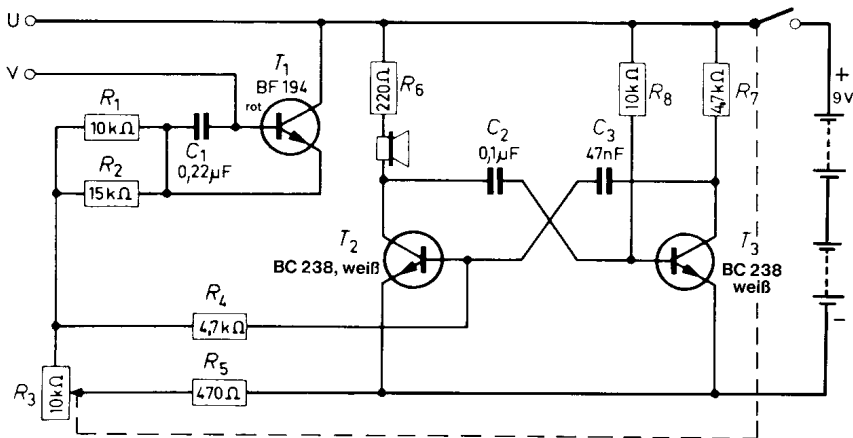 U
V
T1
BF 194
rot
R1
10kΩ
C1
0,22µF
R2
15kΩ
220Ω
R6
C2
0,1µF
C3
47nF
10kΩ
R8
4,7kΩ
R7
+
9V
T2
BC 238, weiß
T3
BC 238
weiß
R4
4,7kΩ
R5
470Ω
R3
10kΩ
−